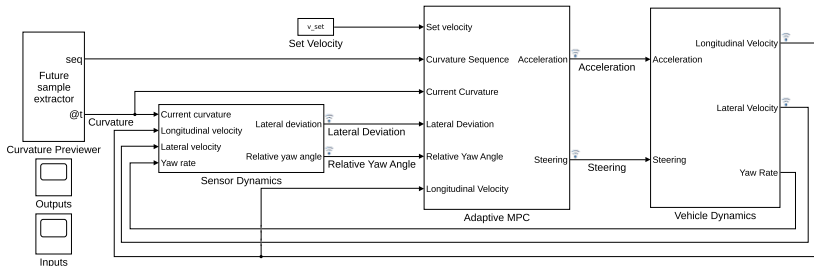 v_set
Set Velocity
seq
Future
sample
extractor
@t
Curvature
Curvature Previewer
Outputs
Inputs
Current curvature
Longitudinal velocity
Lateral velocity
Yaw rate
Lateral deviation
Relative yaw angle
Sensor Dynamics
Lateral Deviation
Relative Yaw Angle
Set velocity
Curvature Sequence
Current Curvature
Lateral Deviation
Relative Yaw Angle
Longitudinal Velocity
Acceleration
Steering
Adaptive MPC
Acceleration
Steering
Acceleration
Steering
Longitudinal Velocity
Lateral Velocity
Yaw Rate
Vehicle Dynamics